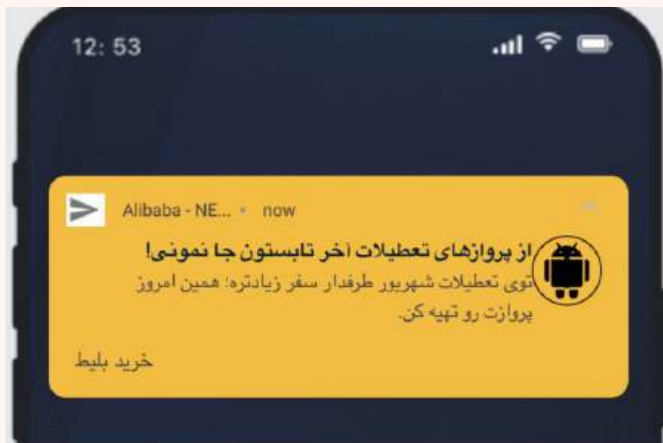 12: 53
Alibaba - NE... • now
از پروازهای تعطیلات آخر تابستون جا نمونی!
توی تعطیلات شهریور طرفدار سفر زیادتره؛ همین امروز
پروازت رو تهیه کن.
خرید بلیط